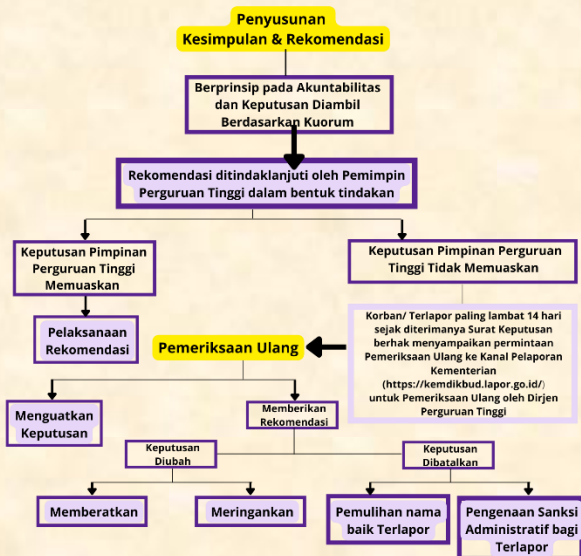 Penyusunan
Kesimpulan & Rekomendasi
Berprinsip pada Akuntabilitas
dan Keputusan Diambil
Berdasarkan Kuorum
Rekomendasi ditindaklanjuti oleh Pemimpin
Perguruan Tinggi dalam bentuk tindakan
Keputusan Pimpinan
Perguruan Tinggi
Memuaskan
Keputusan Pimpinan Perguruan
Tinggi Tidak Memuaskan
Pelaksanaan
Rekomendasi
Korban/ Terlapor paling lambat 14 hari
sejak diterimanya Surat Keputusan
berhak menyampaikan permintaan
Pemeriksaan Ulang ke Kanal Pelaporan
Kementerian
(https://kemdikbud.lapor.go.id/)
untuk Pemeriksaan Ulang oleh Dirjen
Perguruan Tinggi
Pemeriksaan Ulang
Menguatkan
Keputusan
Memberikan
Rekomendasi
Keputusan
Diubah
Keputusan
Dibatalkan
Memberatkan
Meringankan
Pemulihan nama
baik Terlapor
Pengenaan Sanksi
Administratif bagi
Terlapor